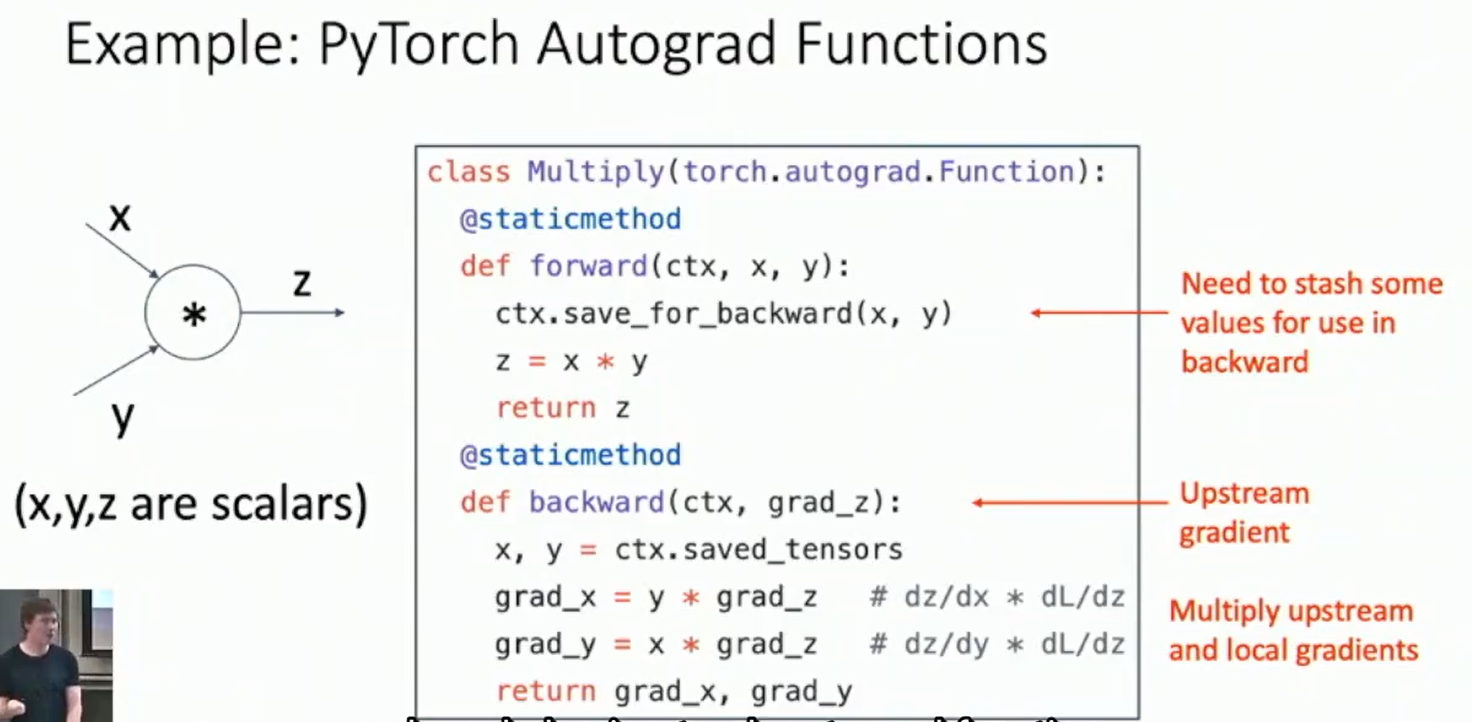 Example: PyTorch Autograd Functions
x
y
*
z
(x,y,z are scalars)
class Multiply(torch.autograd.Function):
@staticmethod
def forward(ctx, x, y):
ctx.save_for_backward(x, y)
z = x * y
return z
@staticmethod
def backward(ctx, grad_z):
x, y = ctx.saved_tensors
grad_x = y * grad_z # dz/dx * dL/dz
grad_y = x * grad_z # dz/dy * dL/dz
return grad_x, grad_y
Need to stash some
values for use in
backward
Upstream
gradient
Multiply upstream
and local gradients